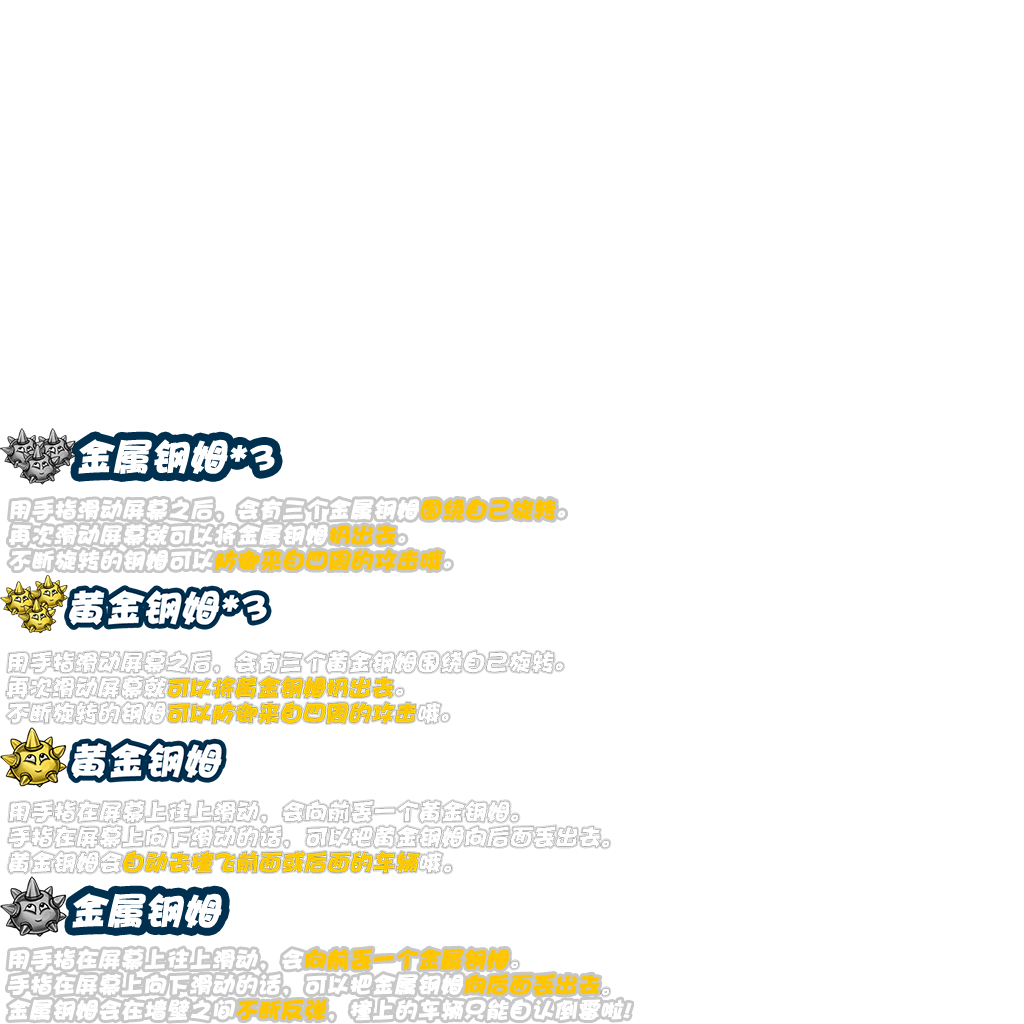 金属钢姆*3
用手指滑动屏幕之后，会有三个金属钢姆围绕自己旋转。
再次滑动屏幕就可以将金属钢姆扔出去。
不断旋转的钢姆可以防御来自四周的攻击哦。
黄金钢姆*3
用手指滑动屏幕之后，会有三个黄金钢姆围绕自己旋转。
再次滑动屏幕就可以将黄金钢姆扔出去。
不断旋转的钢姆可以防御来自四周的攻击哦。
黄金钢姆
用手指在屏幕上往上滑动，会向前丢一个黄金钢姆。
手指在屏幕上向下滑动的话，可以把黄金钢姆向后面丢出去。
黄金钢姆会自动去撞飞前面或后面的车辆哦。
金属钢姆
用手指在屏幕上往上滑动，会向前丢一个金属钢姆。
手指在屏幕上向下滑动的话，可以把金属钢姆向后面丢出去。
金属钢姆会在墙壁之间不断反弹，撞上的车辆只能自认倒霉啦!